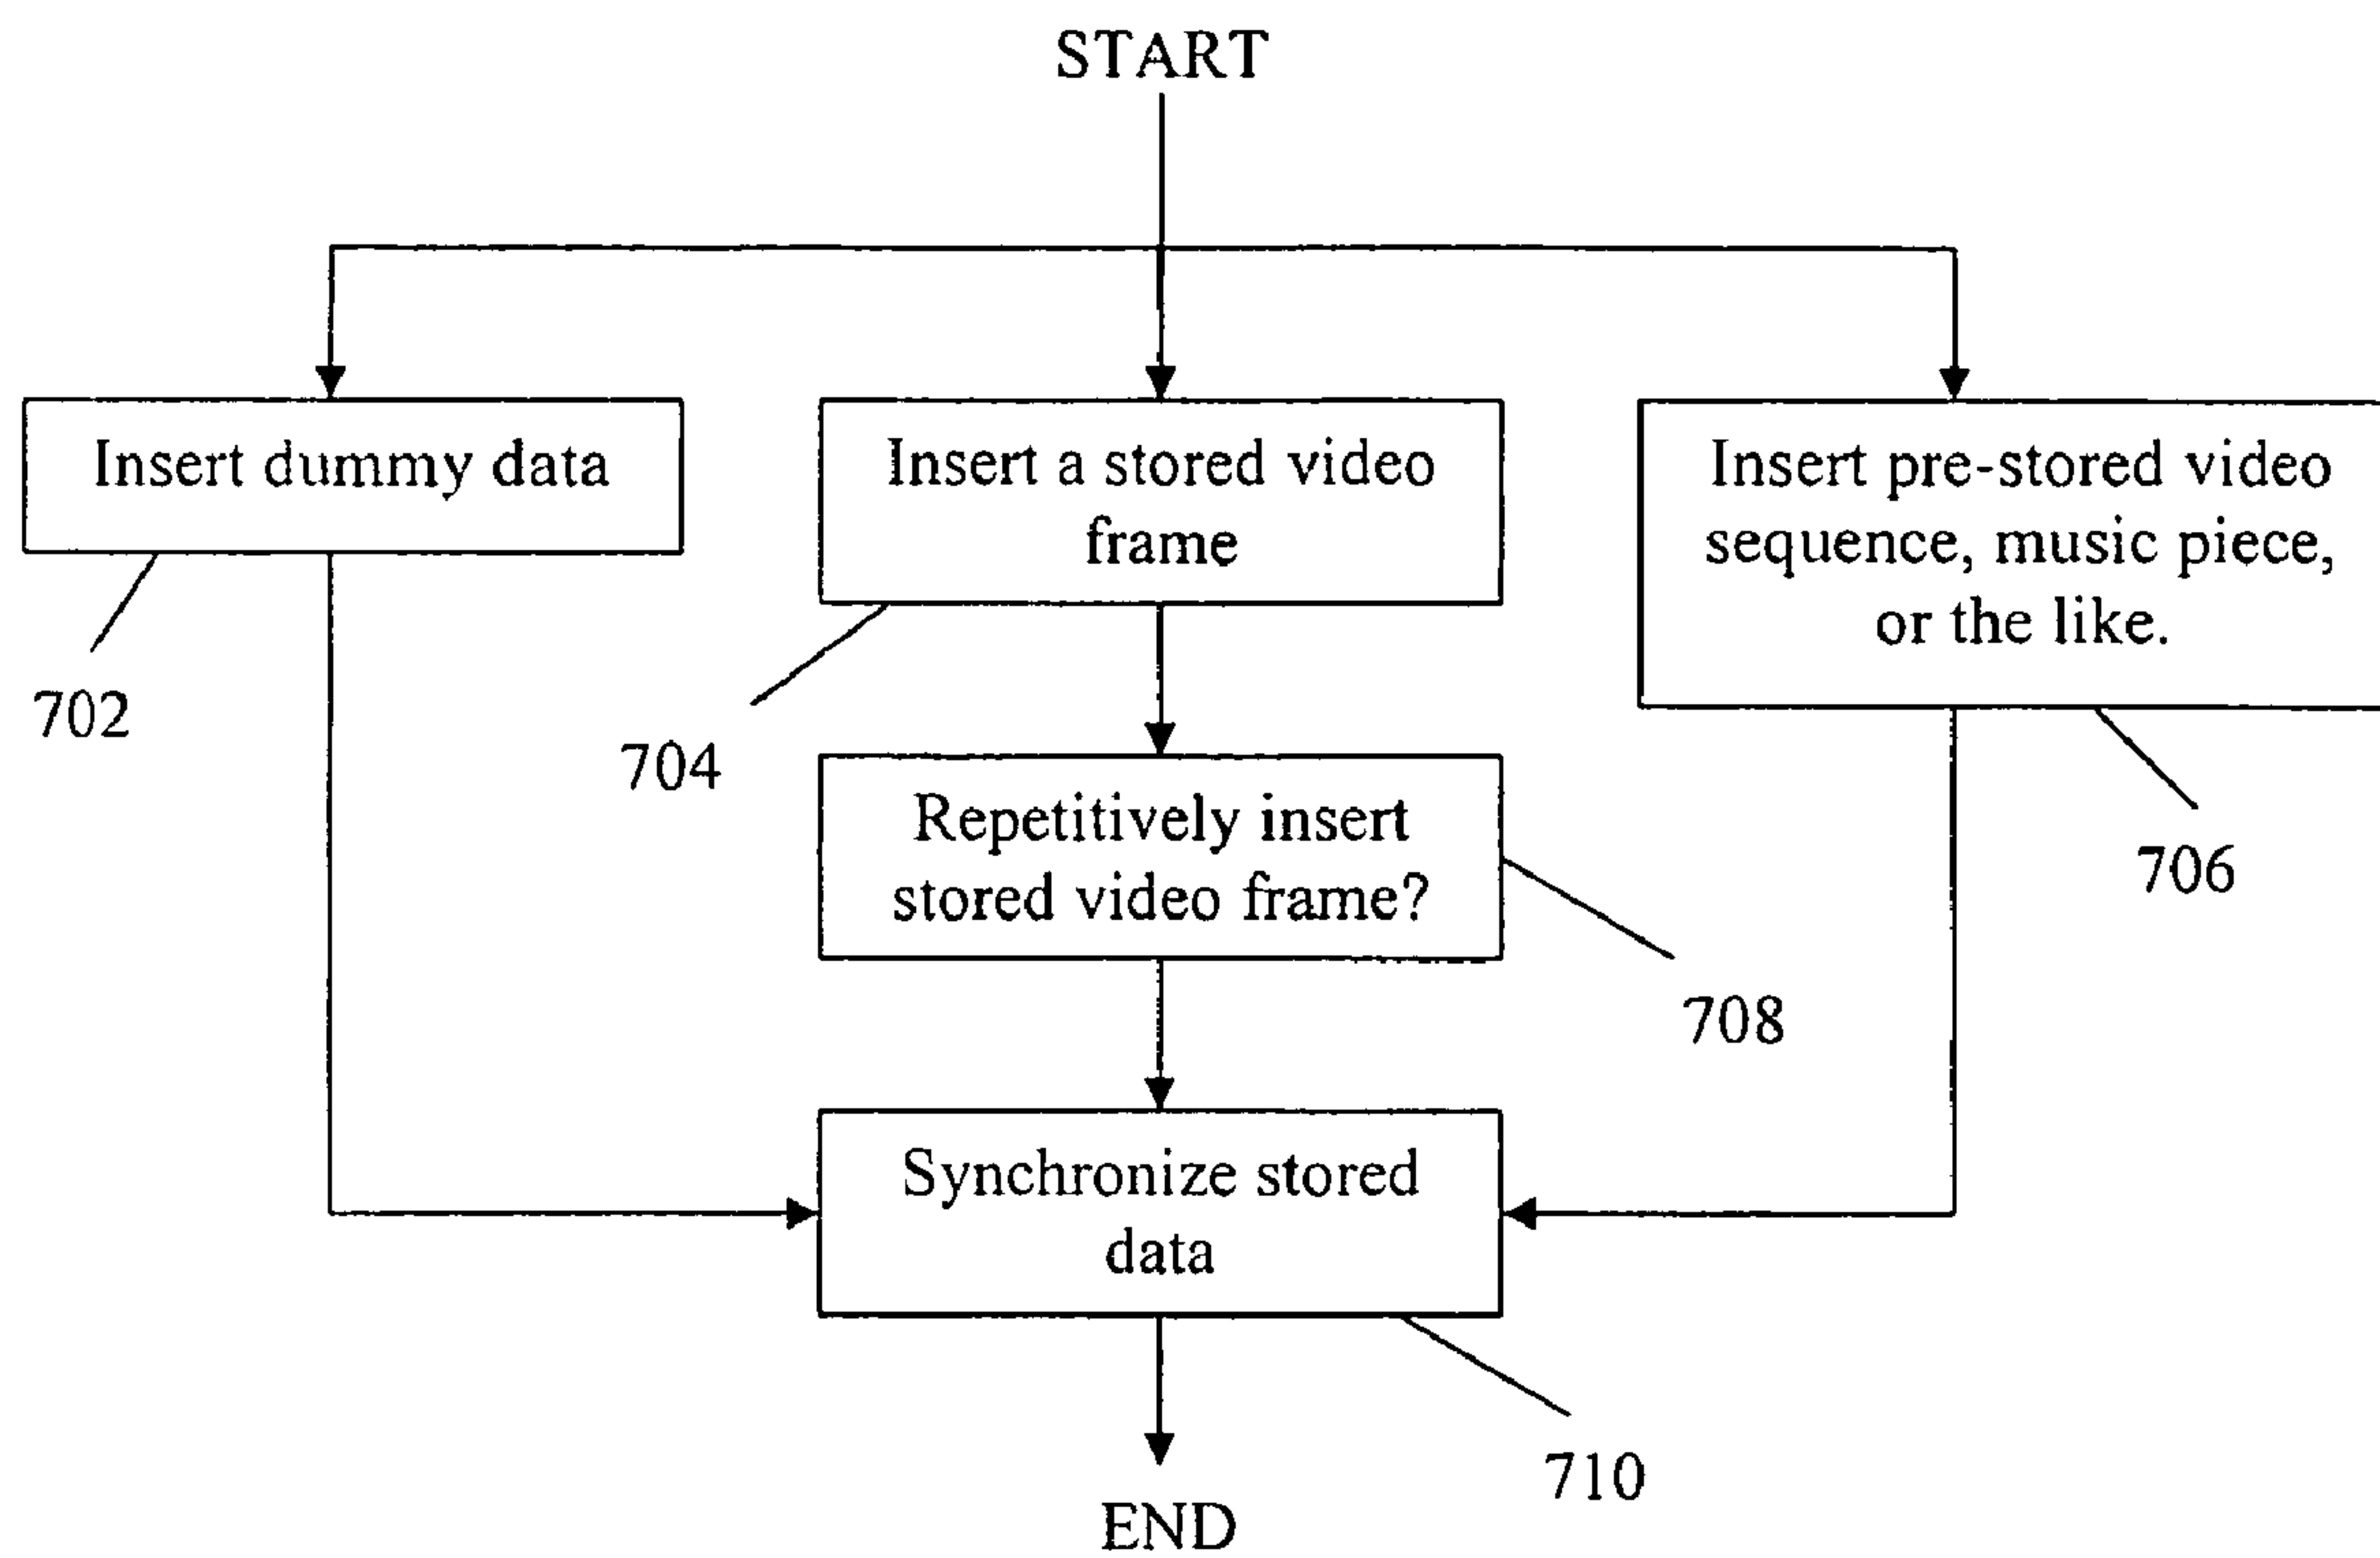 START
Insert dummy data
702
Insert a stored video
frame
704
Insert pre-stored video
sequence, music piece,
or the like.
706
Repetitively insert
stored video frame?
708
Synchronize stored
data
710
END